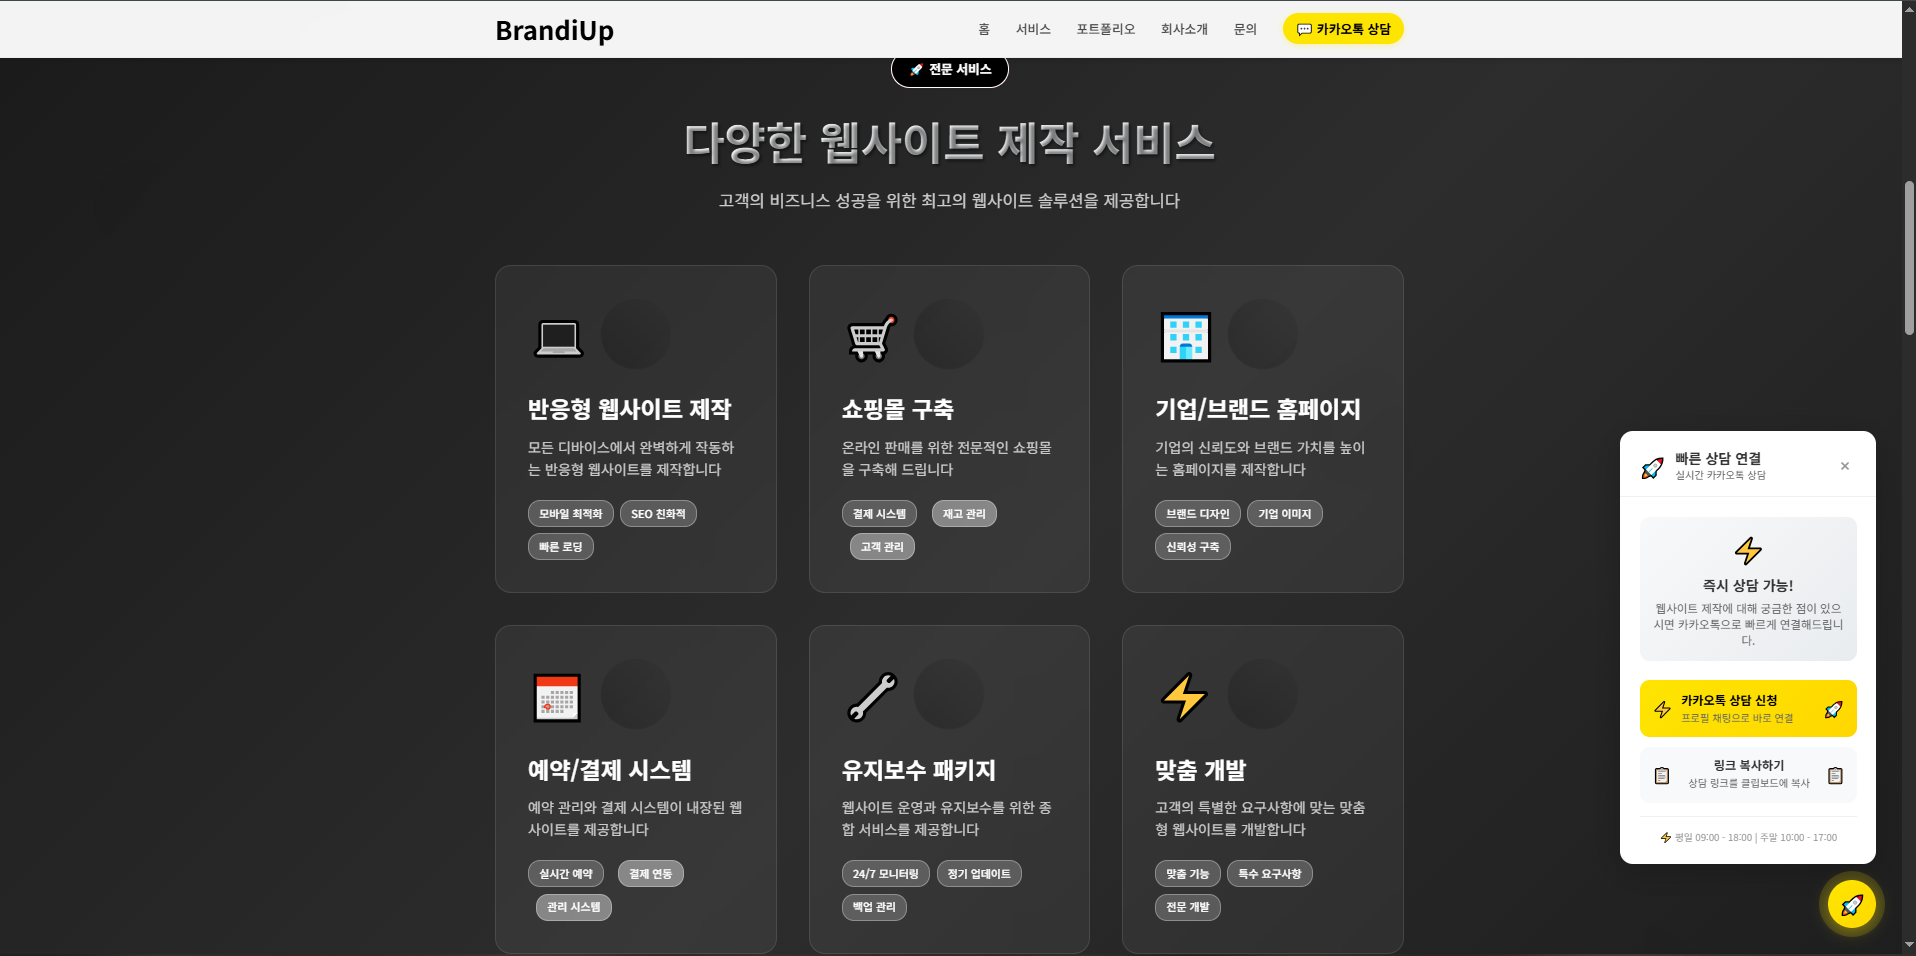 BrandiUp
홈
서비스
포트폴리오
회사소개
문의
카카오톡 상담
전문 서비스
다양한 웹사이트 제작 서비스
고객의 비즈니스 성공을 위한 최고의 웹사이트 솔루션을 제공합니다
반응형 웹사이트 제작
모든 디바이스에서 완벽하게 작동하
는 반응형 웹사이트를 제작합니다
모바일 최적화
SEO 친화적
빠른 로딩
쇼핑몰 구축
온라인 판매를 위한 전문적인 쇼핑몰
을 구축해 드립니다
결제 시스템
재고 관리
고객 관리
기업/브랜드 홈페이지
기업의 신뢰도와 브랜드 가치를 높이
는 홈페이지를 제작합니다
브랜드 디자인
기업 이미지
신뢰성 구축
예약/결제 시스템
예약 관리와 결제 시스템이 내장된 웹
사이트를 제공합니다
실시간 예약
결제 연동
관리 시스템
유지보수 패키지
웹사이트 운영과 유지보수를 위한 종
합 서비스를 제공합니다
24/7 모니터링
정기 업데이트
백업 관리
맞춤 개발
고객의 특별한 요구사항에 맞는 맞춤
형 웹사이트를 개발합니다
맞춤 기능
특수 요구사항
전문 개발
빠른 상담 연결
실시간 카카오톡 상담
×
즉시 상담 가능!
웹사이트 제작에 대해 궁금한 점이 있으
시면 카카오톡으로 빠르게 연결해드립니
다.
카카오톡 상담 신청
프로필 채팅으로 바로 연결
링크 복사하기
상담 링크를 클립보드에 복사
평일 09:00 - 18:00 | 주말 10:00 - 17:00